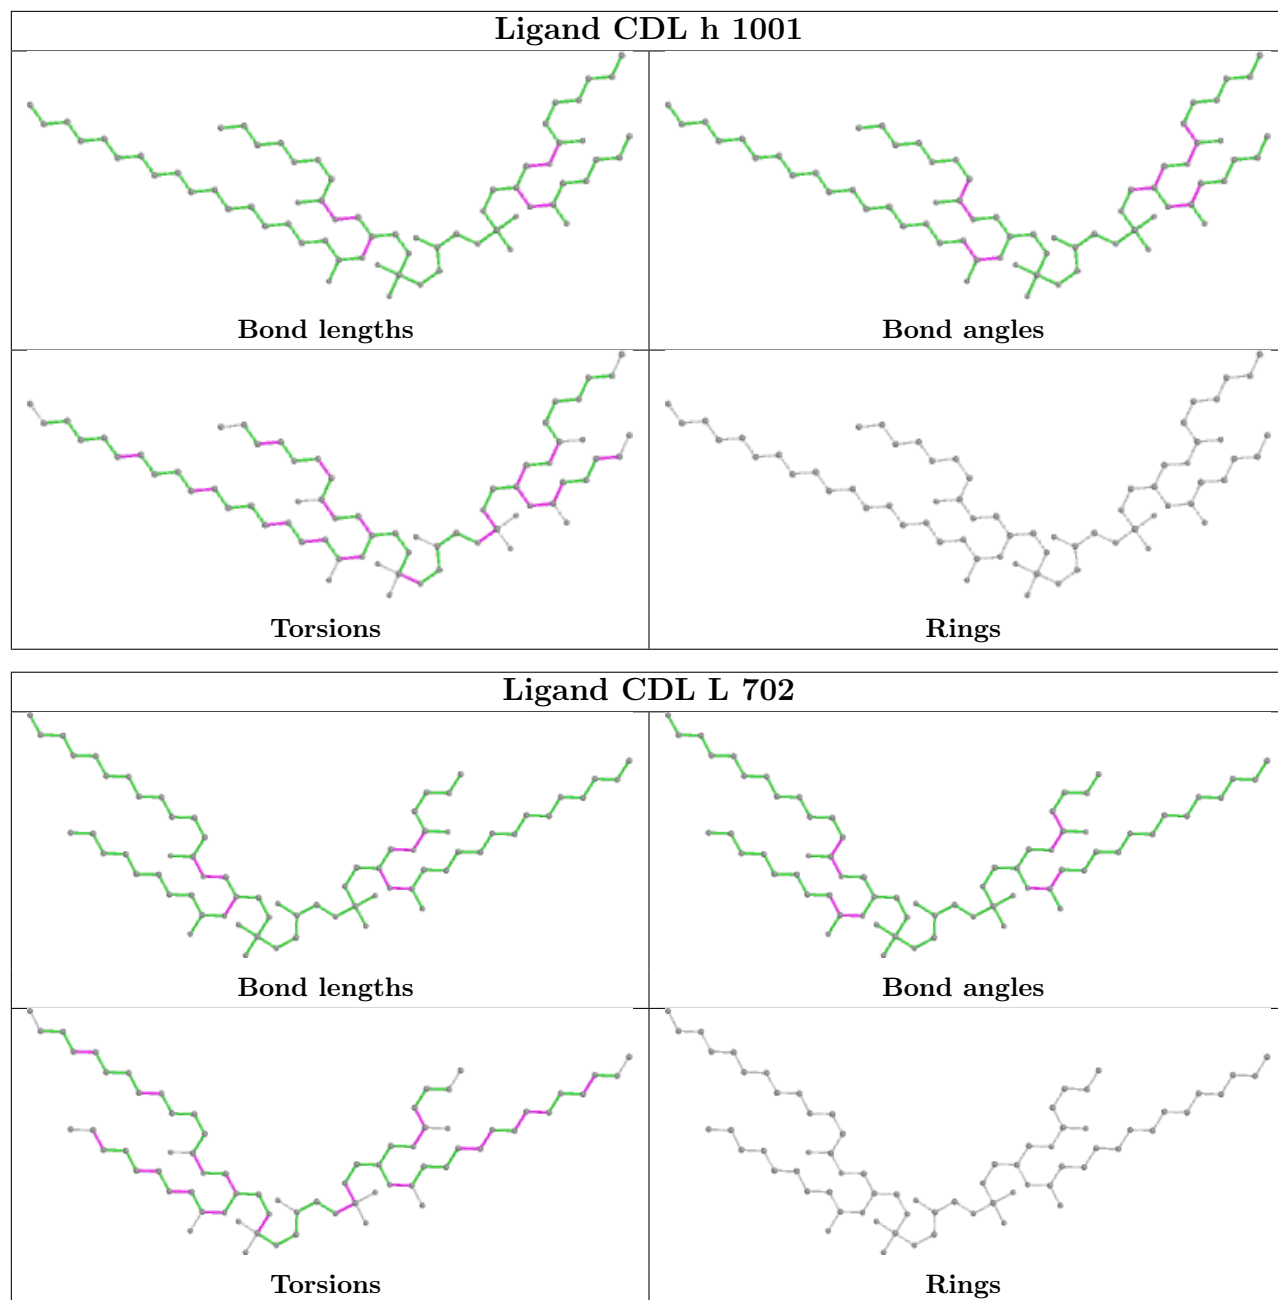 Ligand CDL h 1001
Bond lengths
Bond angles
Torsions
Rings
Ligand CDL L 702
Bond lengths
Bond angles
Torsions
Rings